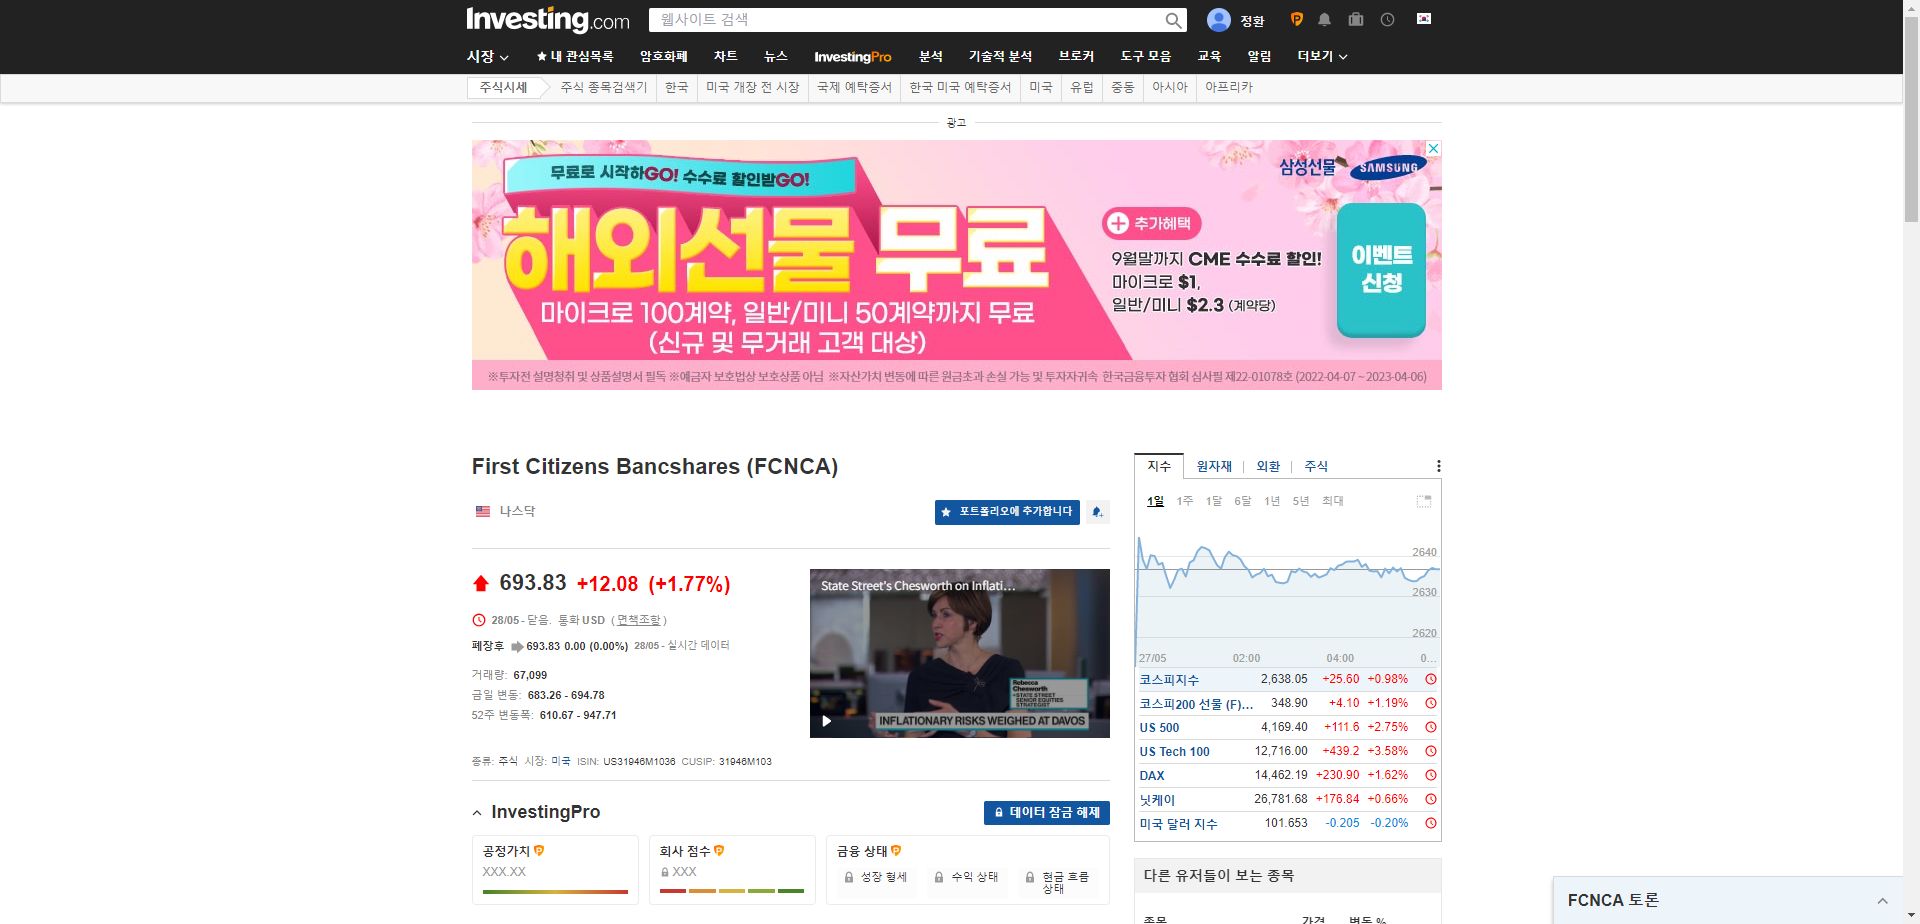 Investing.com
웹사이트 검색
정환
시장
내 관심목록
암호화폐
차트
뉴스
InvestingPro
분석
기술적 분석
브로커
도구 모음
교육
알림
더보기
주식시세
주식 종목검색기
한국
미국 개장 전 시장
국제 예탁증서
한국 미국 예탁증서
미국
유럽
중동
아시아
아프리카
광고
무료로 시작하GO! 수수료 할인받GO!
해외선물 무료
마이크로 100계약, 일반/미니 50계약까지 무료
(신규 및 무거래 고객 대상)
삼성선물 SAMSUNG
추가혜택
9월말까지 CME 수수료 할인!
마이크로 $1,
일반/미니 $2.3 (계약당)
이벤트
신청
※투자전 설명청취 및 상품설명서 필독 ※예금자 보호법상 보호상품 아님 ※자산가치 변동에 따른 원금초과 손실 가능 및 투자자귀속 한국금융투자 협회 심사필 제22-01078호 (2022-04-07 ~ 2023-04-06)
First Citizens Bancshares (FCNCA)
나스닥
포트폴리오에 추가합니다
693.83 +12.08 (+1.77%)
28/05 - 닫음. 통화 USD ( 면책조항 )
폐장후 693.83 0.00 (0.00%) 28/05 - 실시간 데이터
거래량: 67,099
금일 변동: 683.26 - 694.78
52주 변동폭: 610.67 - 947.71
State Street's Chesworth on Inflati...
Rebecca
Chesworth
STATE STREET
SENIOR EQUITIES
STRATEGIST
INFLATIONARY RISKS WEIGHED AT DAVOS
종류: 주식 시장: 미국 ISIN: US31946M1036 CUSIP: 31946M103
InvestingPro
데이터 잠금 해제
공정가치
XXX.XX
회사 점수
XXX
금융 상태
성장 형세
수익 상태
현금 흐름
상태
지수
원자재
외환
주식
1일 1주 1달 6달 1년 5년 최대
2640
2630
2620
27/05 02:00 04:00 0...
코스피지수 2,638.05 +25.60 +0.98%
코스피200 선물 (F)... 348.90 +4.10 +1.19%
US 500 4,169.40 +111.6 +2.75%
US Tech 100 12,716.00 +439.2 +3.58%
DAX 14,462.19 +230.90 +1.62%
닛케이 26,781.68 +176.84 +0.66%
미국 달러 지수 101.653 -0.205 -0.20%
다른 유저들이 보는 종목
종목 가격 변동 %
FCNCA 토론